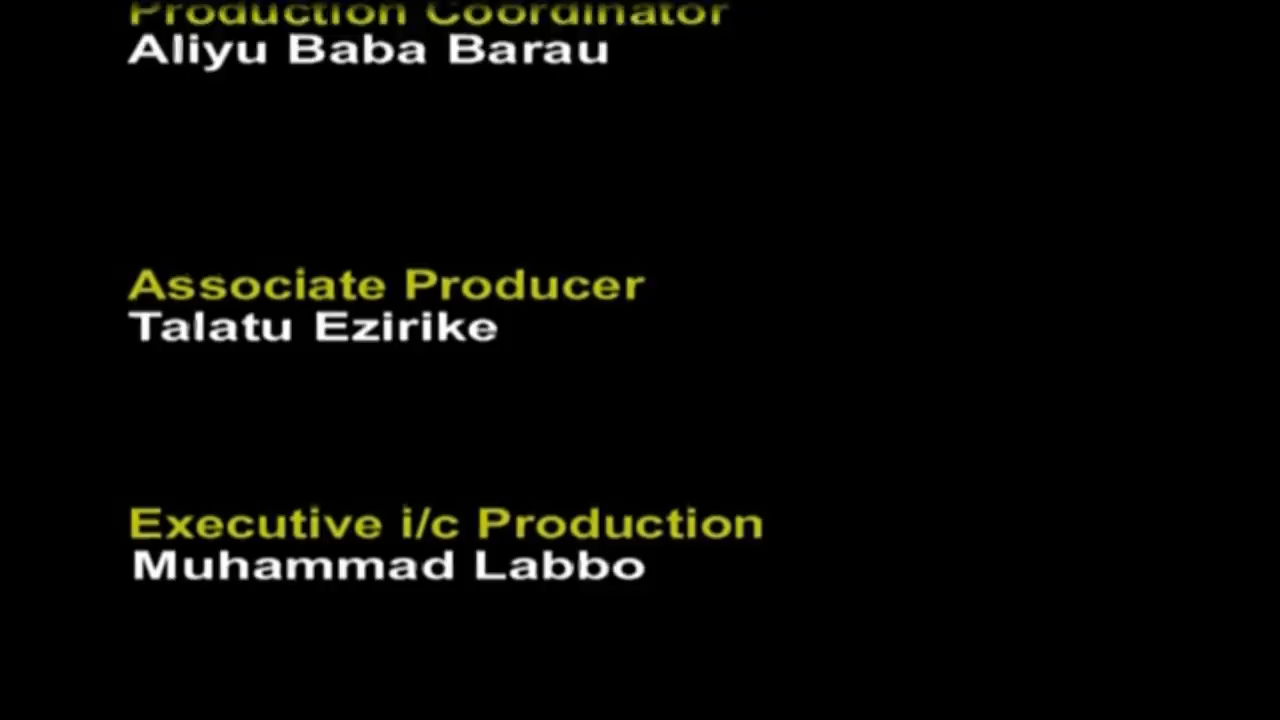 Production Coordinator
Aliyu Baba Barau
Associate Producer
Talatu Ezirike
Executive i/c Production
Muhammad Labbo